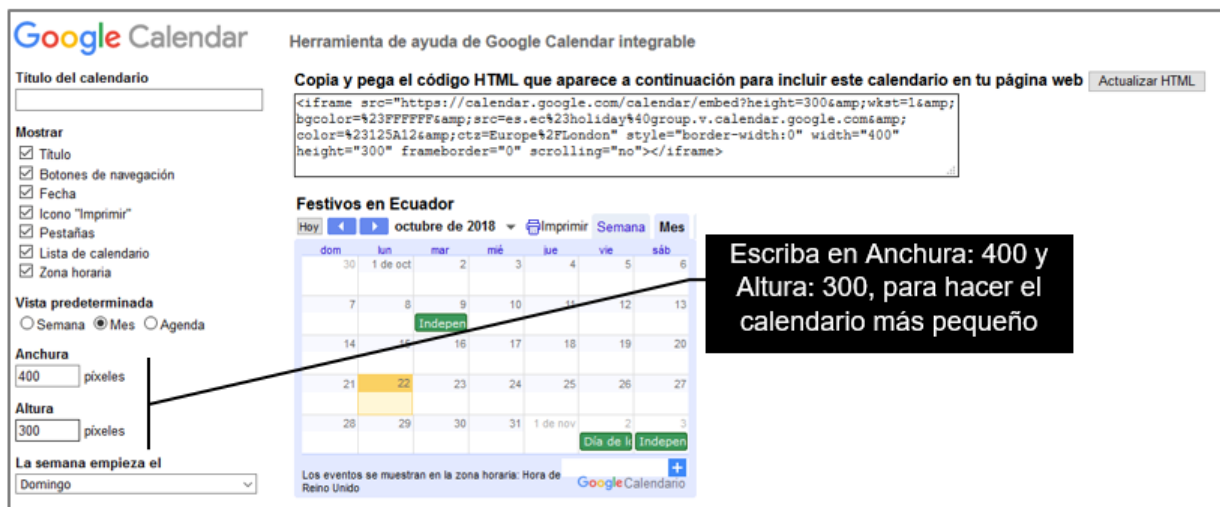 Google Calendar
Herramienta de ayuda de Google Calendar integrable
Título del calendario
Mostrar
Título
Botones de navegación
Fecha
Icono "Imprimir"
Pestañas
Lista de calendario
Zona horaria
Vista predeterminada
Semana Mes Agenda
Anchura
400 píxeles
Altura
300 píxeles
La semana empieza el
Domingo
Copia y pega el código HTML que aparece a continuación para incluir este calendario en tu página web Actualizar HTML
<iframe src="https://calendar.google.com/calendar/embed?height=300&amp;wkst=1&amp;
bgcolor=%23FFFFFF&amp;src=es.ec%23holiday%40group.v.calendar.google.com&amp;
color=%23125A12&amp;ctz=Europe%2FLondon" style="border-width:0" width="400"
height="300" frameborder="0" scrolling="no"></iframe>
Festivos en Ecuador
Hoy octubre de 2018 Imprimir Semana Mes
dom lun mar mié jue vie sáb
30 1 de oct 2 3 4 5 6
7 8 9 10 11 12 13
Indepen
14 15 16 17 18 19 20
21 22 23 24 25 26 27
28 29 30 31 1 de nov 2 3
Día de lo Indepen
Los eventos se muestran en la zona horaria: Hora de
Reino Unido
Google Calendario
Escriba en Anchura: 400 y
Altura: 300, para hacer el
calendario más pequeño